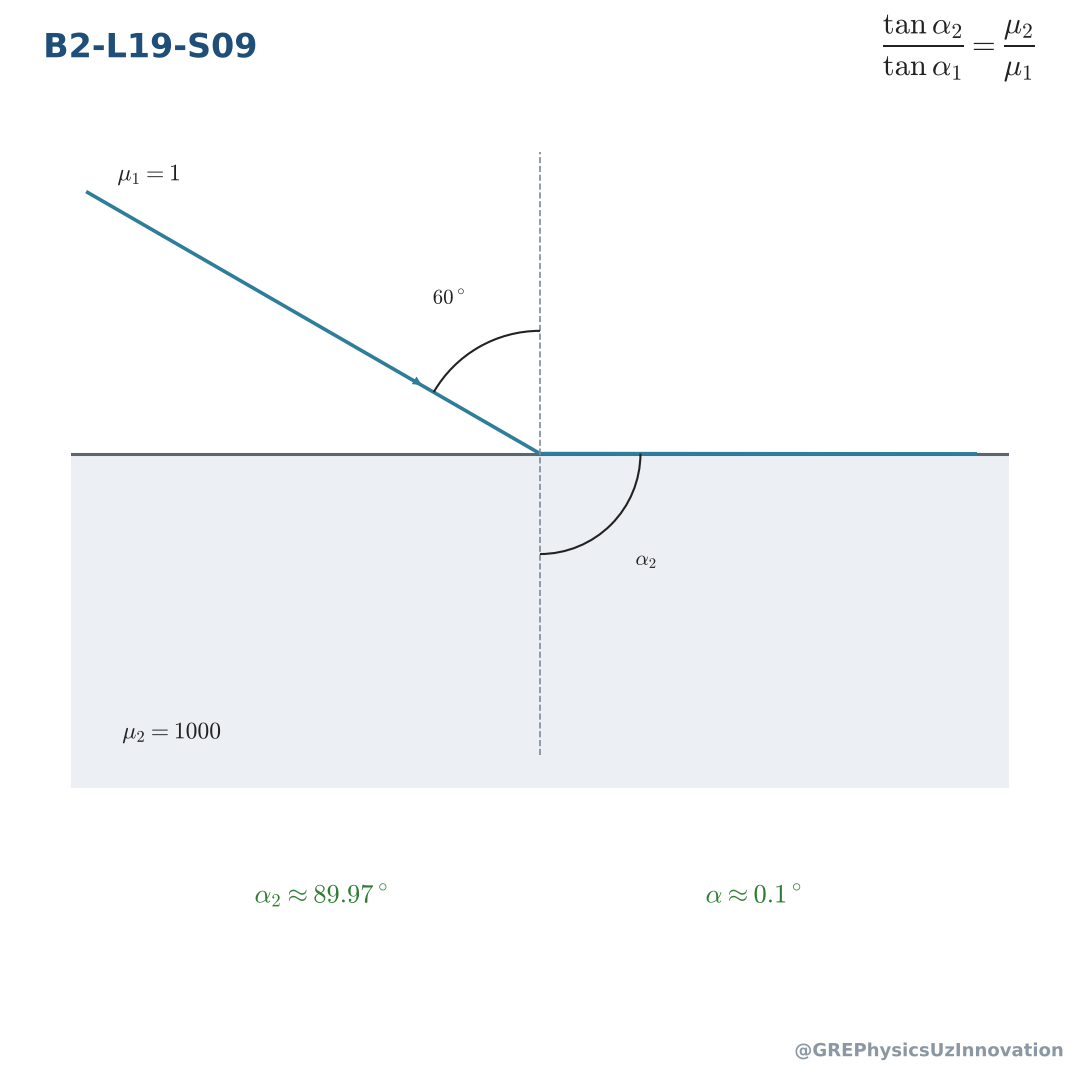 B2-L19-S09
tan α₂ / tan α₁ = μ₂ / μ₁
μ₁ = 1
60°
α₂
μ₂ = 1000
α₂ ≈ 89.97°
α ≈ 0.1°
@GREPhysicsUzInnovation